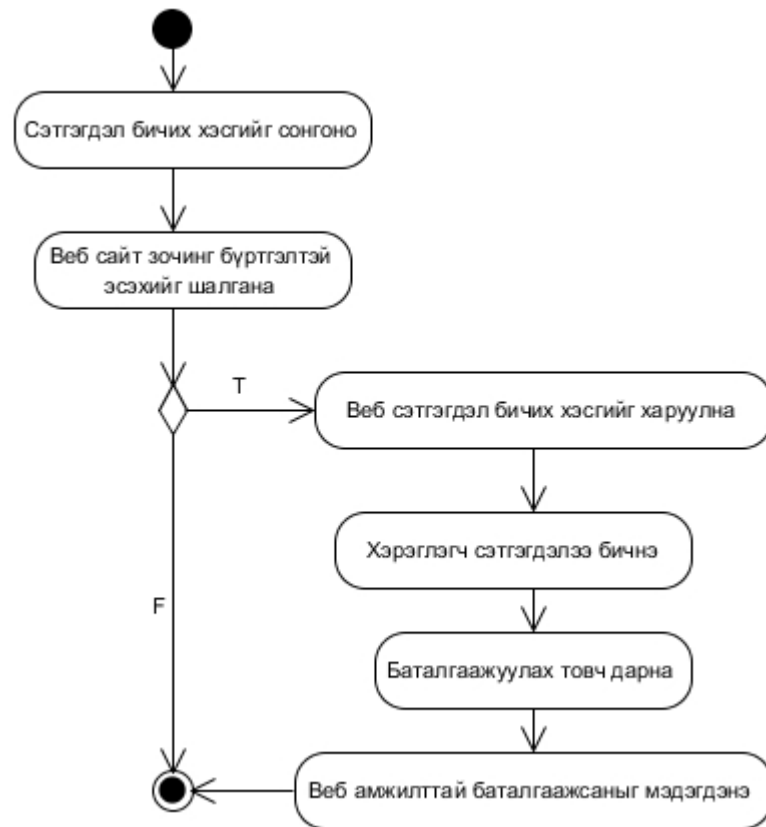 Сэтгэгдэл бичих хэсгийг сонгоно
Веб сайт зочинг бүртгэлтэй
эсэхийг шалгана
T
Веб сэтгэгдэл бичих хэсгийг харуулна
Хэрэглэгч сэтгэгдэлээ бичнэ
F
Баталгаажуулах товч дарна
Веб амжилттай баталгаажсаныг мэдэгдэнэ